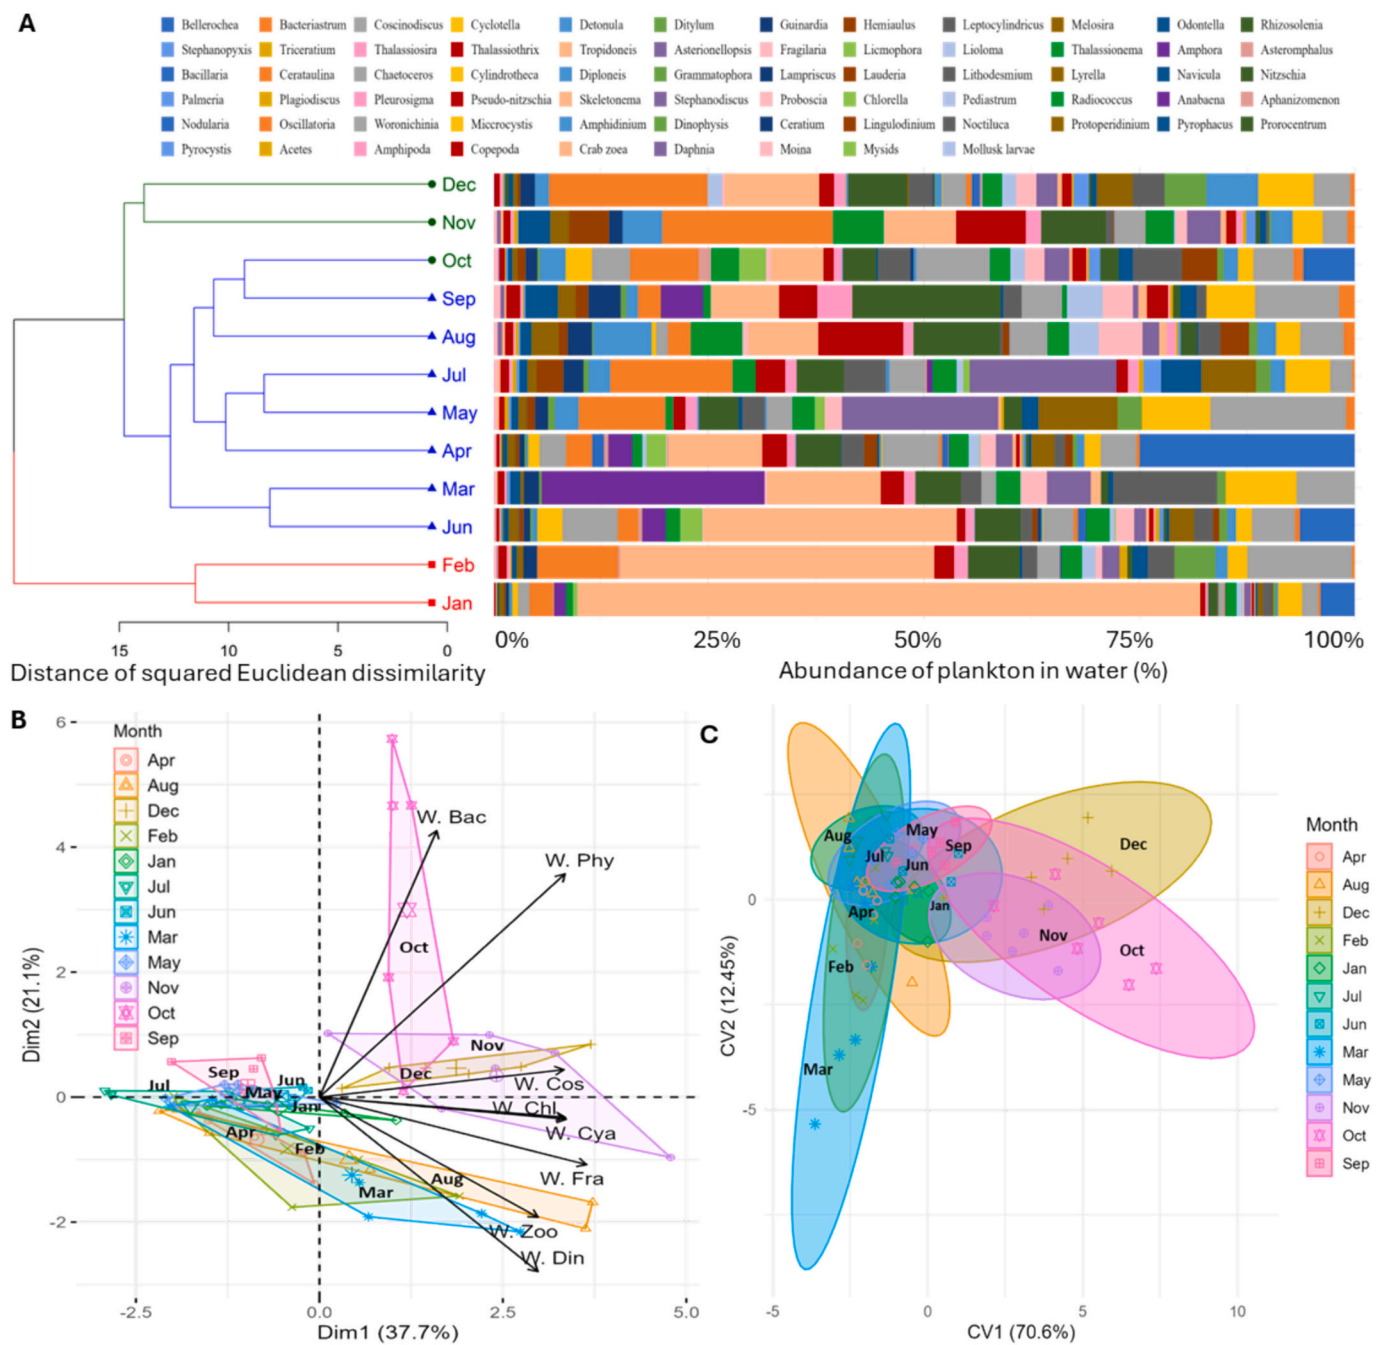 A
Bellerochea Bacteriastrum Coscinodiscus Cyclotella Detonula Ditylum Guinardia Hemiaulus Leptocylindricus Melosira Odontella Rhizosolenia
Stephanopyxis Triceratium Thalassiosira Thalassiothrix Tropidoneis Asterionellopsis Fragilaria Licmophora Lioloma Thalassionema Amphora Asteromphalus
Bacillaria Cerataulina Chaetoceros Cylindrotheca Diploneis Grammatophora Lampriscus Lauderia Lithodesmium Lyrella Navicula Nitzschia
Palmeria Plagiodiscus Pleurosigma Pseudo-nitzschia Skeletonema Stephanodiscus Proboscia Chlorella Pediastrum Radiococcus Anabaena Aphanizomenon
Nodularia Oscillatoria Woronichinia Miccrocystis Amphidinium Dinophysis Ceratium Lingulodinium Noctiluca Protoperidinium Pyrophacus Prorocentrum
Pyrocystis Acetes Amphipoda Copepoda Crab zoea Daphnia Moina Mysids Mollusk larvae
Dec
Nov
Oct
Sep
Aug
Jul
May
Apr
Mar
Jun
Feb
Jan
15 10 5 0
0% 25% 50% 75% 100%
Distance of squared Euclidean dissimilarity
Abundance of plankton in water (%)
B
Month
Apr
Aug
Dec
Feb
Jan
Jul
Jun
Mar
May
Nov
Oct
Sep
6
4
2
0
-2
Dim2 (21.1%)
W. Bac
W. Phy
Oct
Nov
Dec
W. Cos
Sep
Jul
Jun
May
Jan
W. Chl
W. Cya
Apr
Feb
W. Fra
Aug
Mar
W. Zoo
W. Din
-2.5 0.0 2.5 5.0
Dim1 (37.7%)
C
0
-5
CV2 (12.45%)
Aug
May
Dec
Jul
Sep
Jun
Apr
Jan
Nov
Oct
Feb
Mar
-5 0 5 10
CV1 (70.6%)
Month
Apr
Aug
Dec
Feb
Jan
Jul
Jun
Mar
May
Nov
Oct
Sep